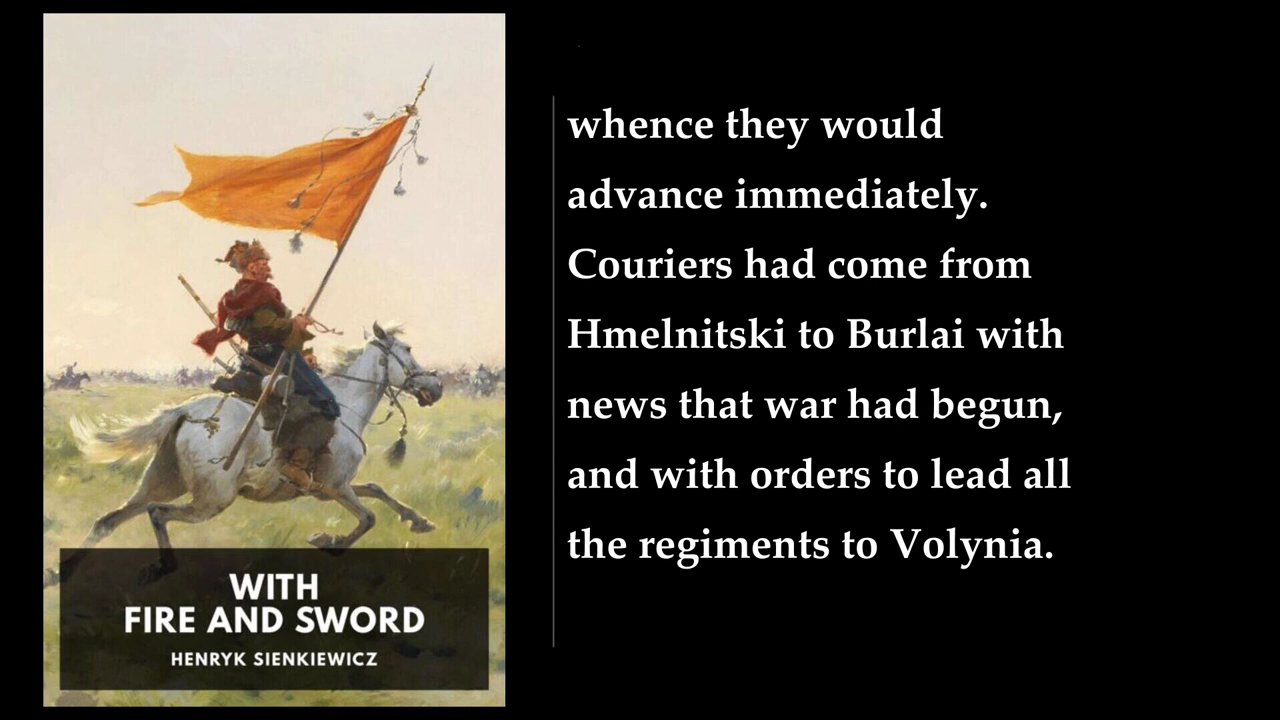 WITH
FIRE AND SWORD
HENRYK SIENKIEWICZ
whence they would
advance immediately.
Couriers had come from
Hmelnitski to Burlai with
news that war had begun,
and with orders to lead all
the regiments to Volynia.